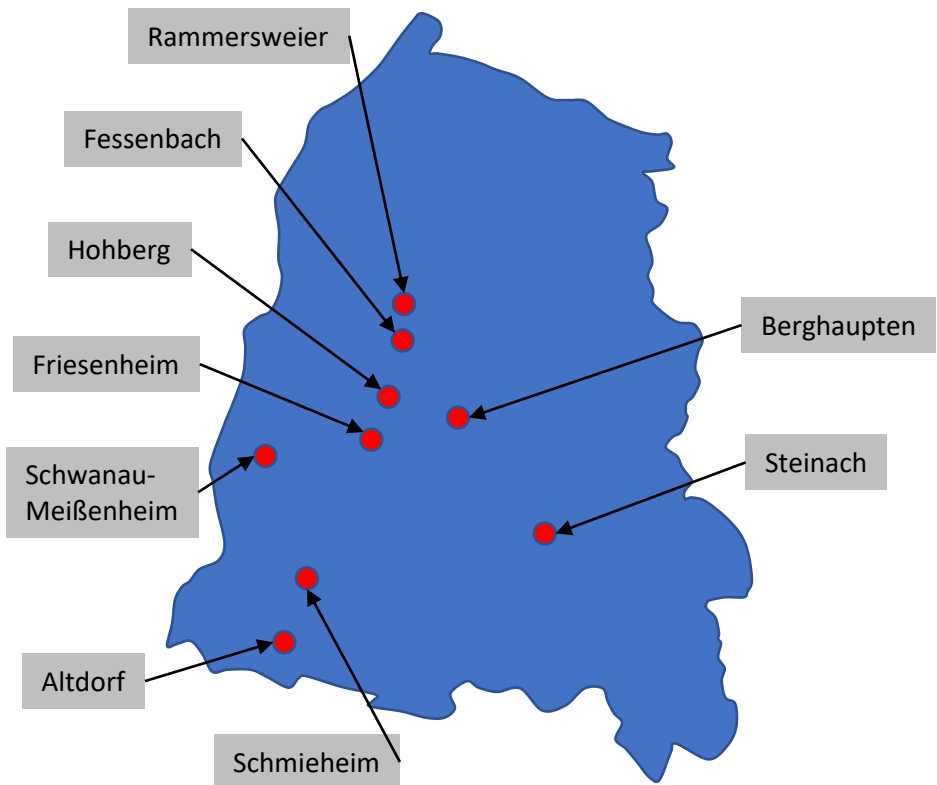 Rammersweier
Fessenbach
Hohberg
Friesenheim
Schwanau-
Meißenheim
Altdorf
Schmieheim
Berghaupten
Steinach